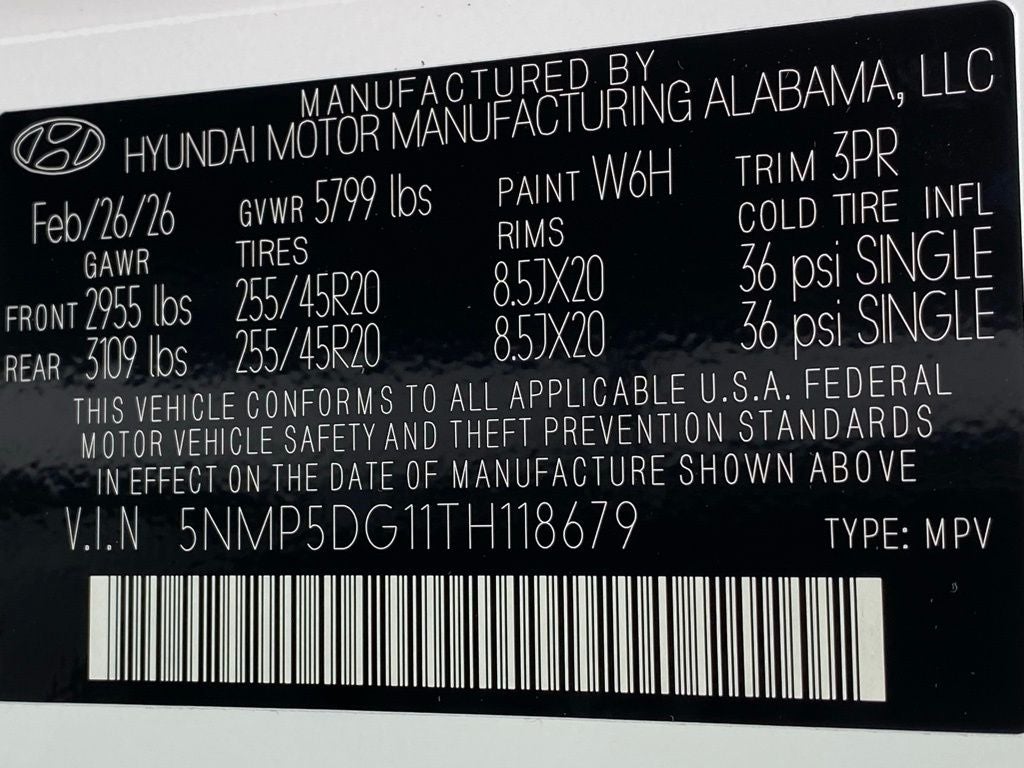 MANUFACTURED BY
HYUNDAI MOTOR MANUFACTURING ALABAMA, LLC
Feb/26/26 GVWR 5799 lbs PAINT W6H TRIM 3PR
GAWR TIRES RIMS COLD TIRE INFL
FRONT 2955 lbs 255/45R20 8.5JX20 36 psi SINGLE
REAR 3109 lbs 255/45R20 8.5JX20 36 psi SINGLE
THIS VEHICLE CONFORMS TO ALL APPLICABLE U.S.A. FEDERAL
MOTOR VEHICLE SAFETY AND THEFT PREVENTION STANDARDS
IN EFFECT ON THE DATE OF MANUFACTURE SHOWN ABOVE
V.I.N 5NMP5DG11TH118679 TYPE: MPV